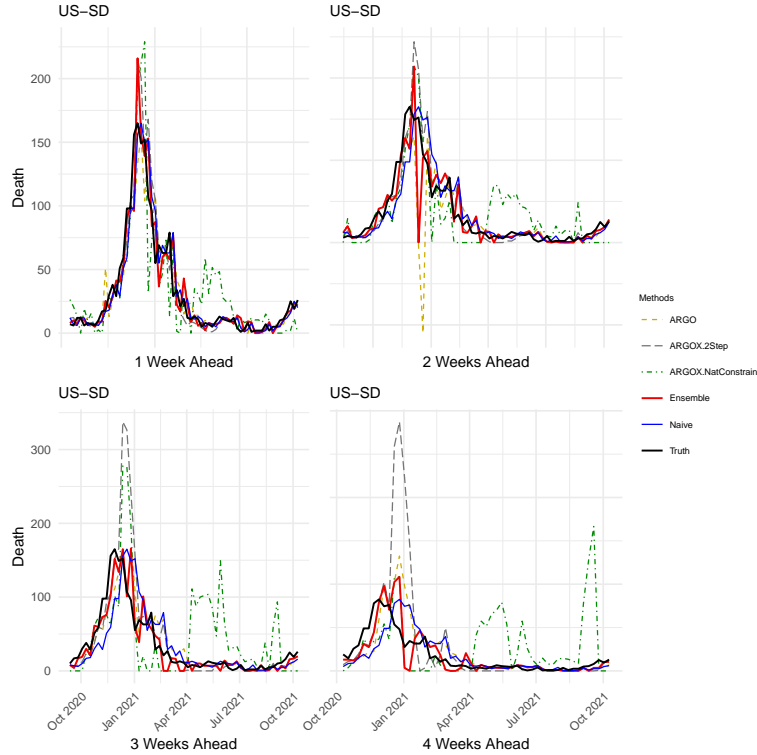 US−SD
US−SD
200
150
100
50
0
Death
1 Week Ahead
2 Weeks Ahead
Methods
ARGO
ARGOX.2Step
ARGOX.NatConstrain
Ensemble
Naive
Truth
US−SD
US−SD
300
200
100
0
Death
Oct 2020
Jan 2021
Apr 2021
Jul 2021
Oct 2021
Oct 2020
Jan 2021
Apr 2021
Jul 2021
Oct 2021
3 Weeks Ahead
4 Weeks Ahead